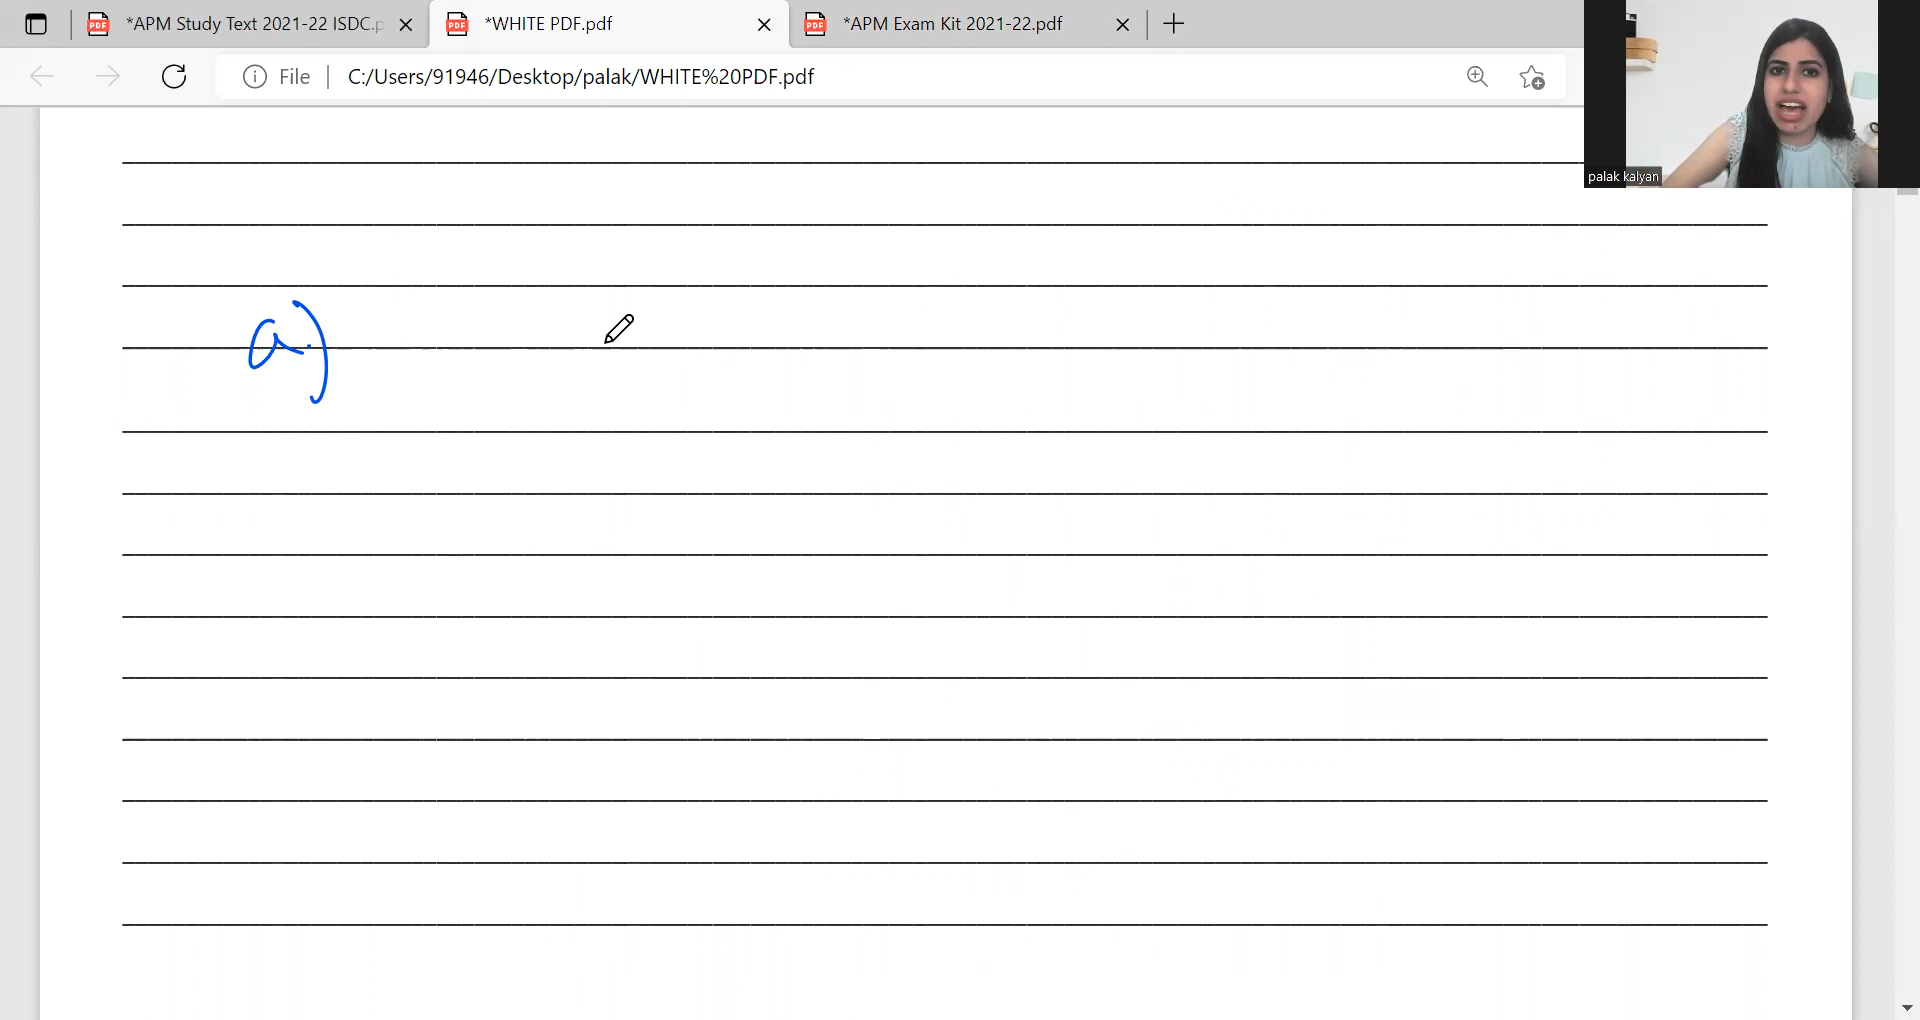 *APM Study Text 2021-22 ISDC.p
*WHITE PDF.pdf
*APM Exam Kit 2021-22.pdf
File
C:/Users/91946/Desktop/palak/WHITE%20PDF.pdf
palak kalyan
a.)